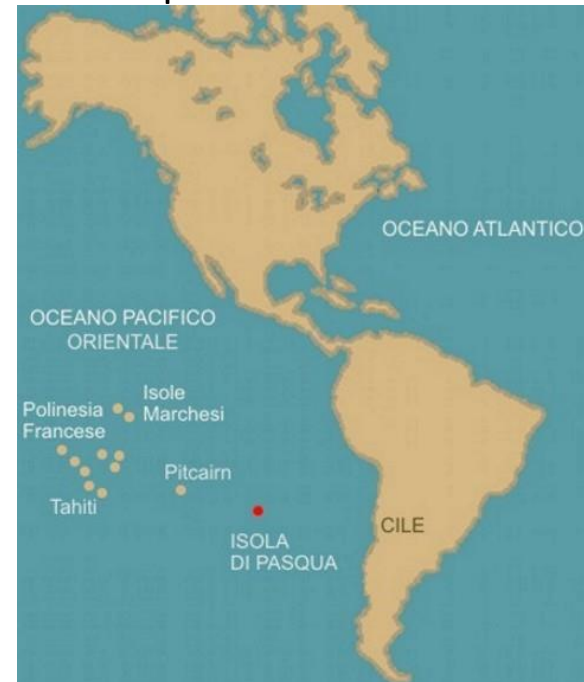 OCEANO ATLANTICO
OCEANO PACIFICO
ORIENTALE
Isole
Marchesi
Polinesia
Francese
Pitcairn
Tahiti
ISOLA
DI PASQUA
CILE